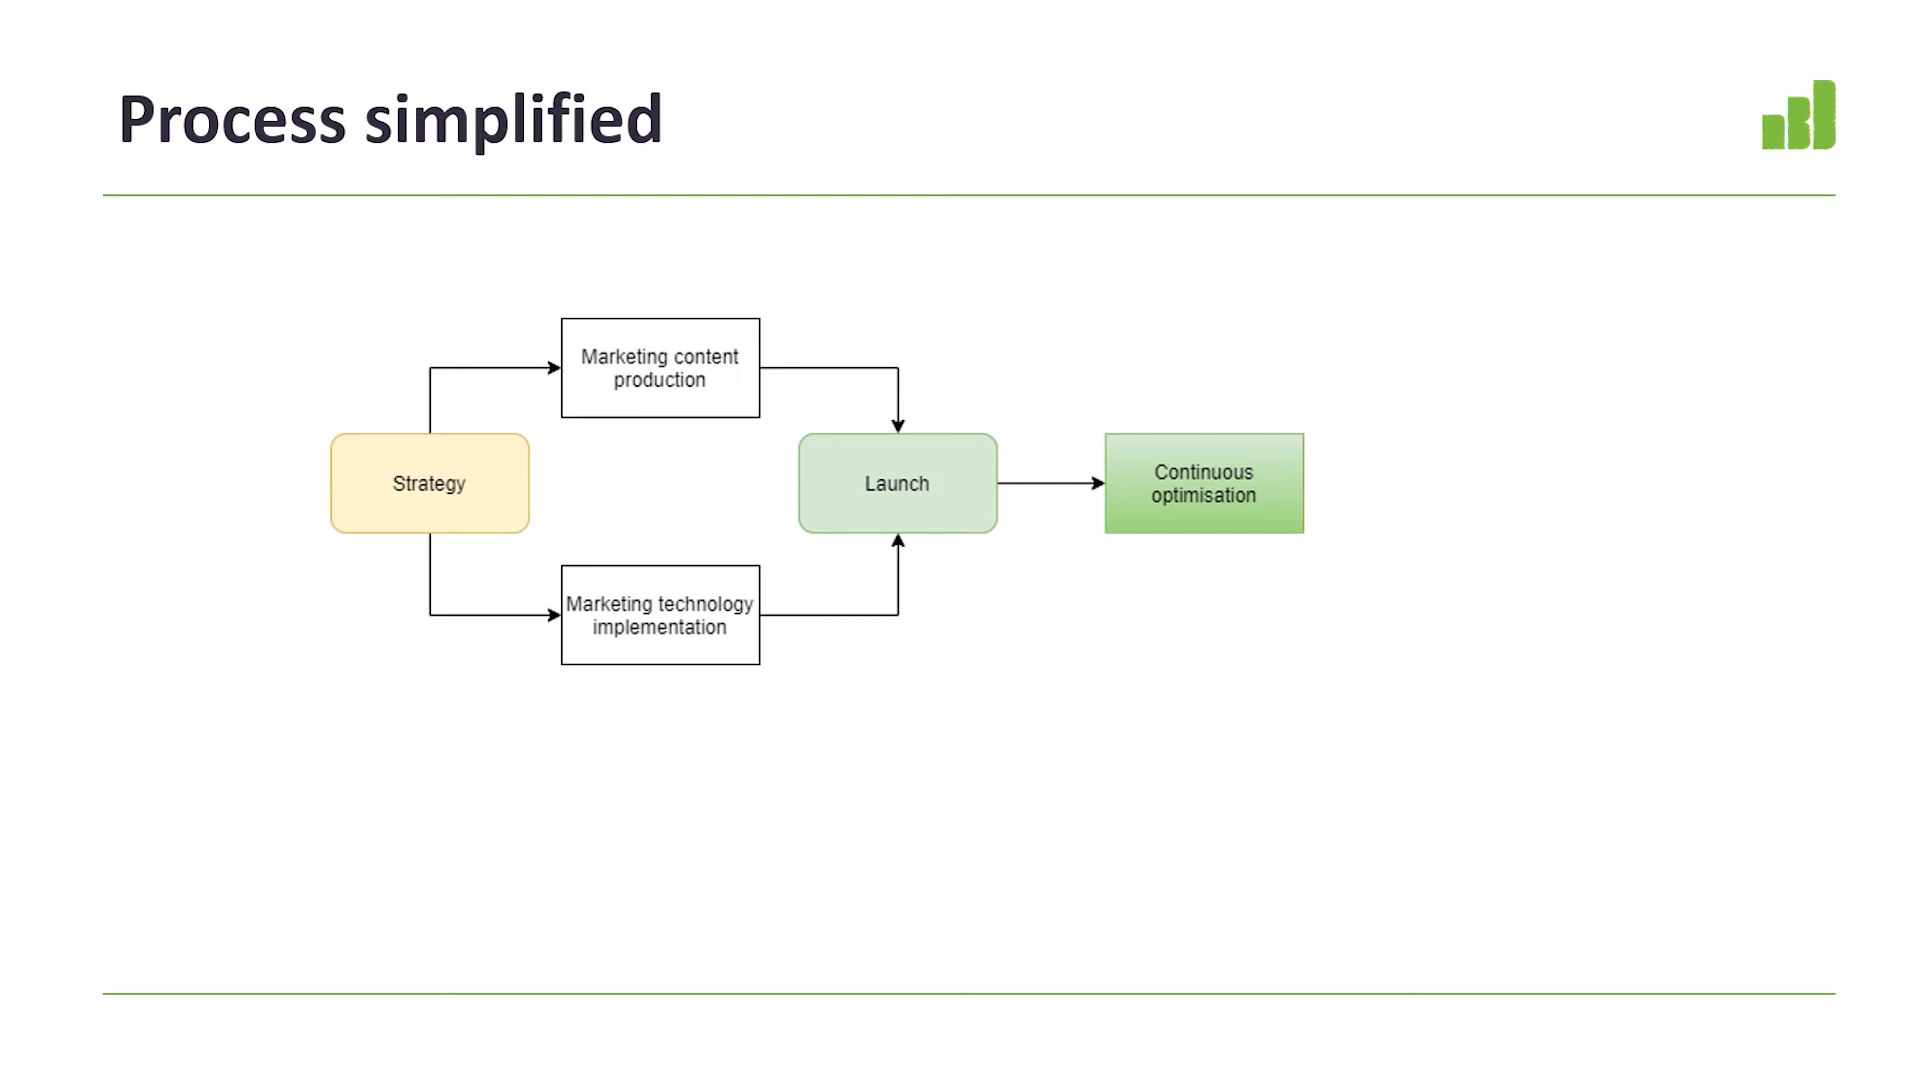 Process simplified
Marketing content
production
Strategy
Launch
Continuous
optimisation
Marketing technology
implementation